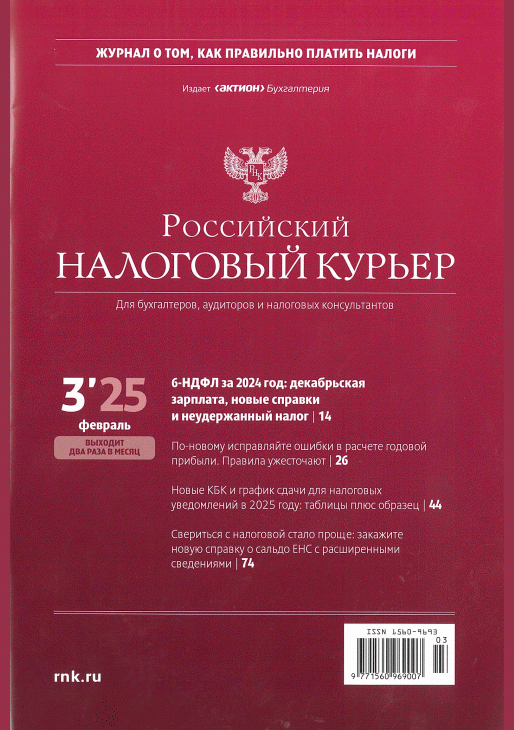 ЖУРНАЛ О ТОМ, КАК ПРАВИЛЬНО ПЛАТИТЬ НАЛОГИ
Издает ‹АКТИОН› Бухгалтерия
РНК
Российский
НАЛОГОВЫЙ КУРЬЕР
Для бухгалтеров, аудиторов и налоговых консультантов
3'25
февраль
ВЫХОДИТ
ДВА РАЗА В МЕСЯЦ
6-НДФЛ за 2024 год: декабрьская
зарплата, новые справки
и неудержанный налог | 14
По-новому исправляйте ошибки в расчете годовой
прибыли. Правила ужесточают | 26
Новые КБК и график сдачи для налоговых
уведомлений в 2025 году: таблицы плюс образец | 44
Свериться с налоговой стало проще: закажите
новую справку о сальдо ЕНС с расширенными
сведениями | 74
ISSN 1560-9693
03
9 771560 969007
rnk.ru